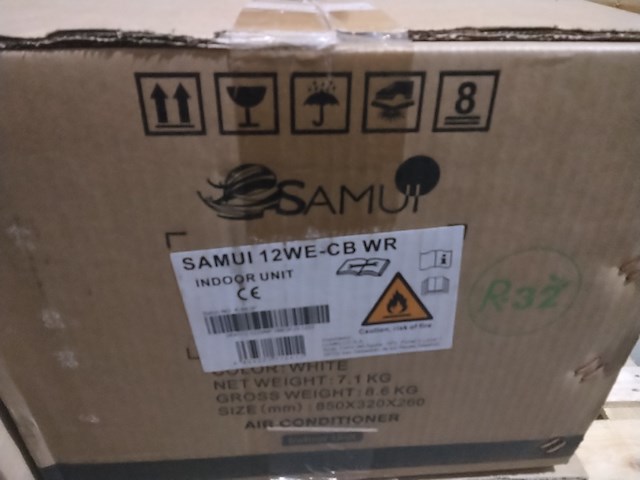 8
SAMUI
SAMUI 12WE-CB WR
INDOOR UNIT
CE
Caution, risk of fire
R32
COLOR: WHITE
NET WEIGHT: 7.1 KG
GROSS WEIGHT: 8.6 KG
SIZE (mm): 850X320X260
AIR CONDITIONER